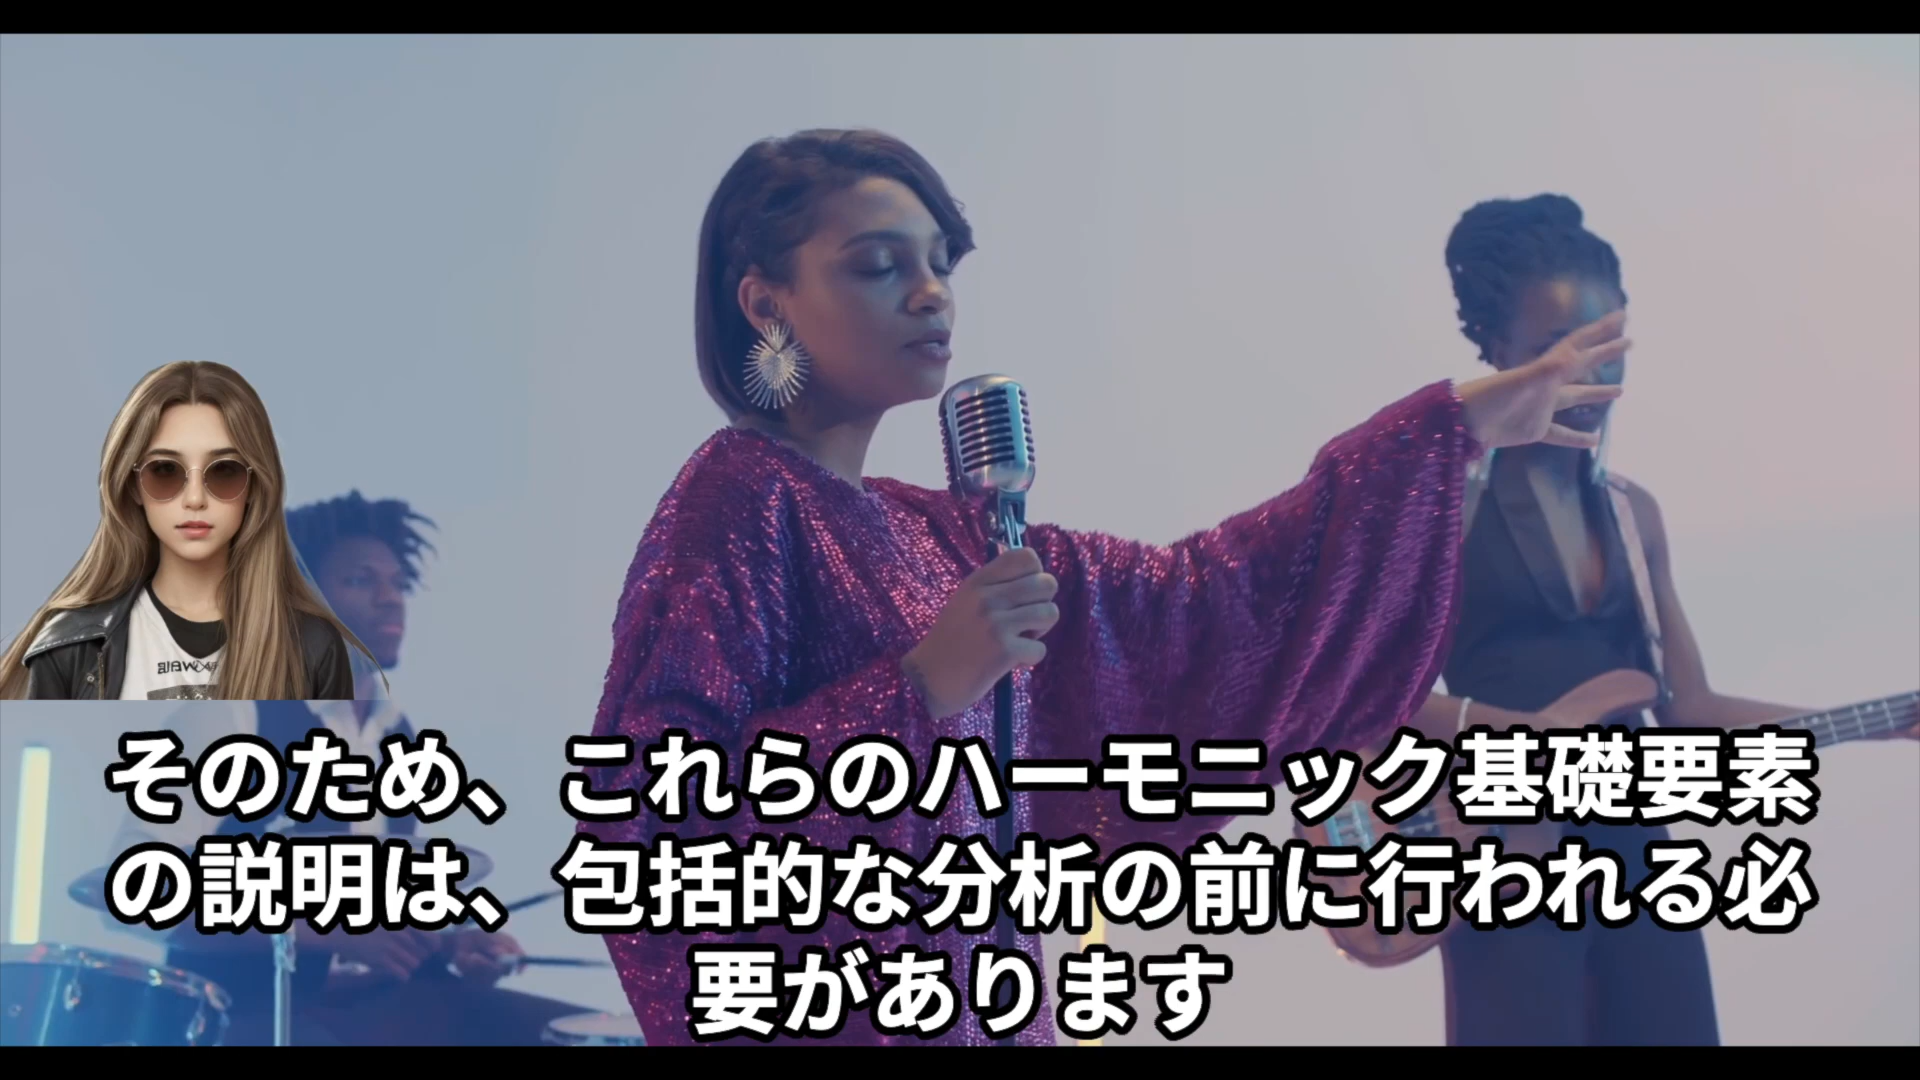 そのため、これらのハーモニック基礎要素
の説明は、包括的な分析の前に行われる必
要があります